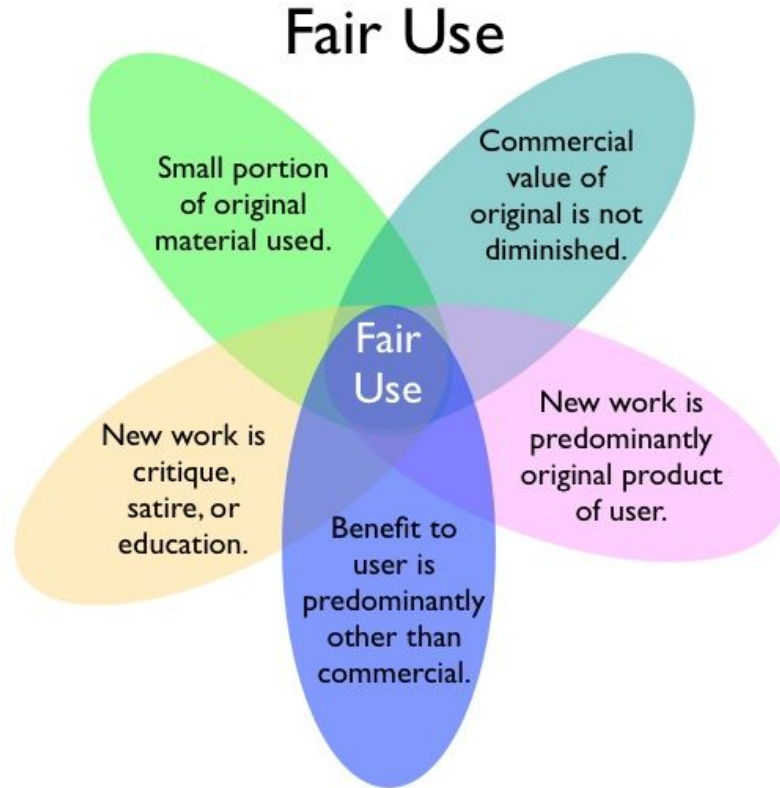 Fair Use
Small portion
of original
material used.
Commercial
value of
original is not
diminished.
Fair
Use
New work is
critique,
satire, or
education.
New work is
predominantly
original product
of user.
Benefit to
user is
predominantly
other than
commercial.